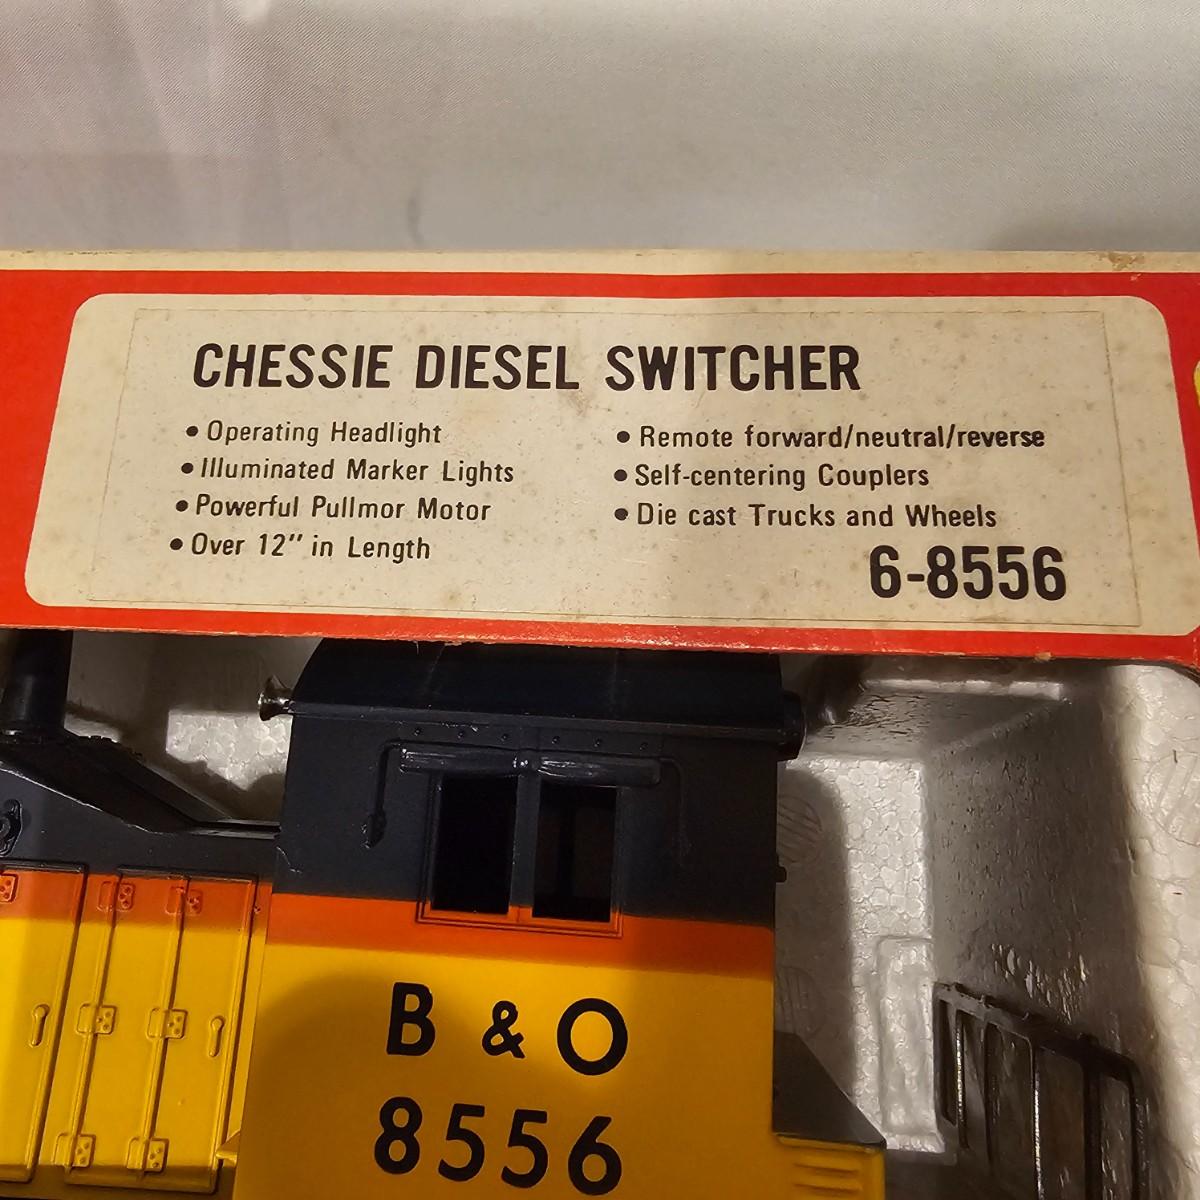 CHESSIE DIESEL SWITCHER
• Operating Headlight
• Illuminated Marker Lights
• Powerful Pullmor Motor
• Over 12" in Length
• Remote forward/neutral/reverse
• Self-centering Couplers
• Die cast Trucks and Wheels
6-8556
B & O
8556